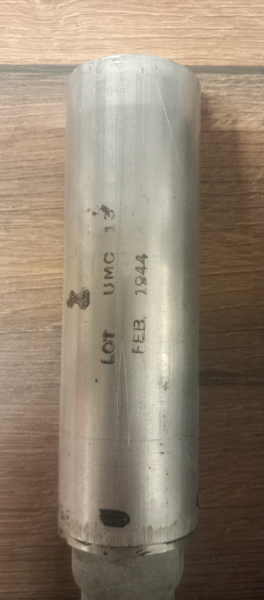 LOT UMC 13
FEB. 1944